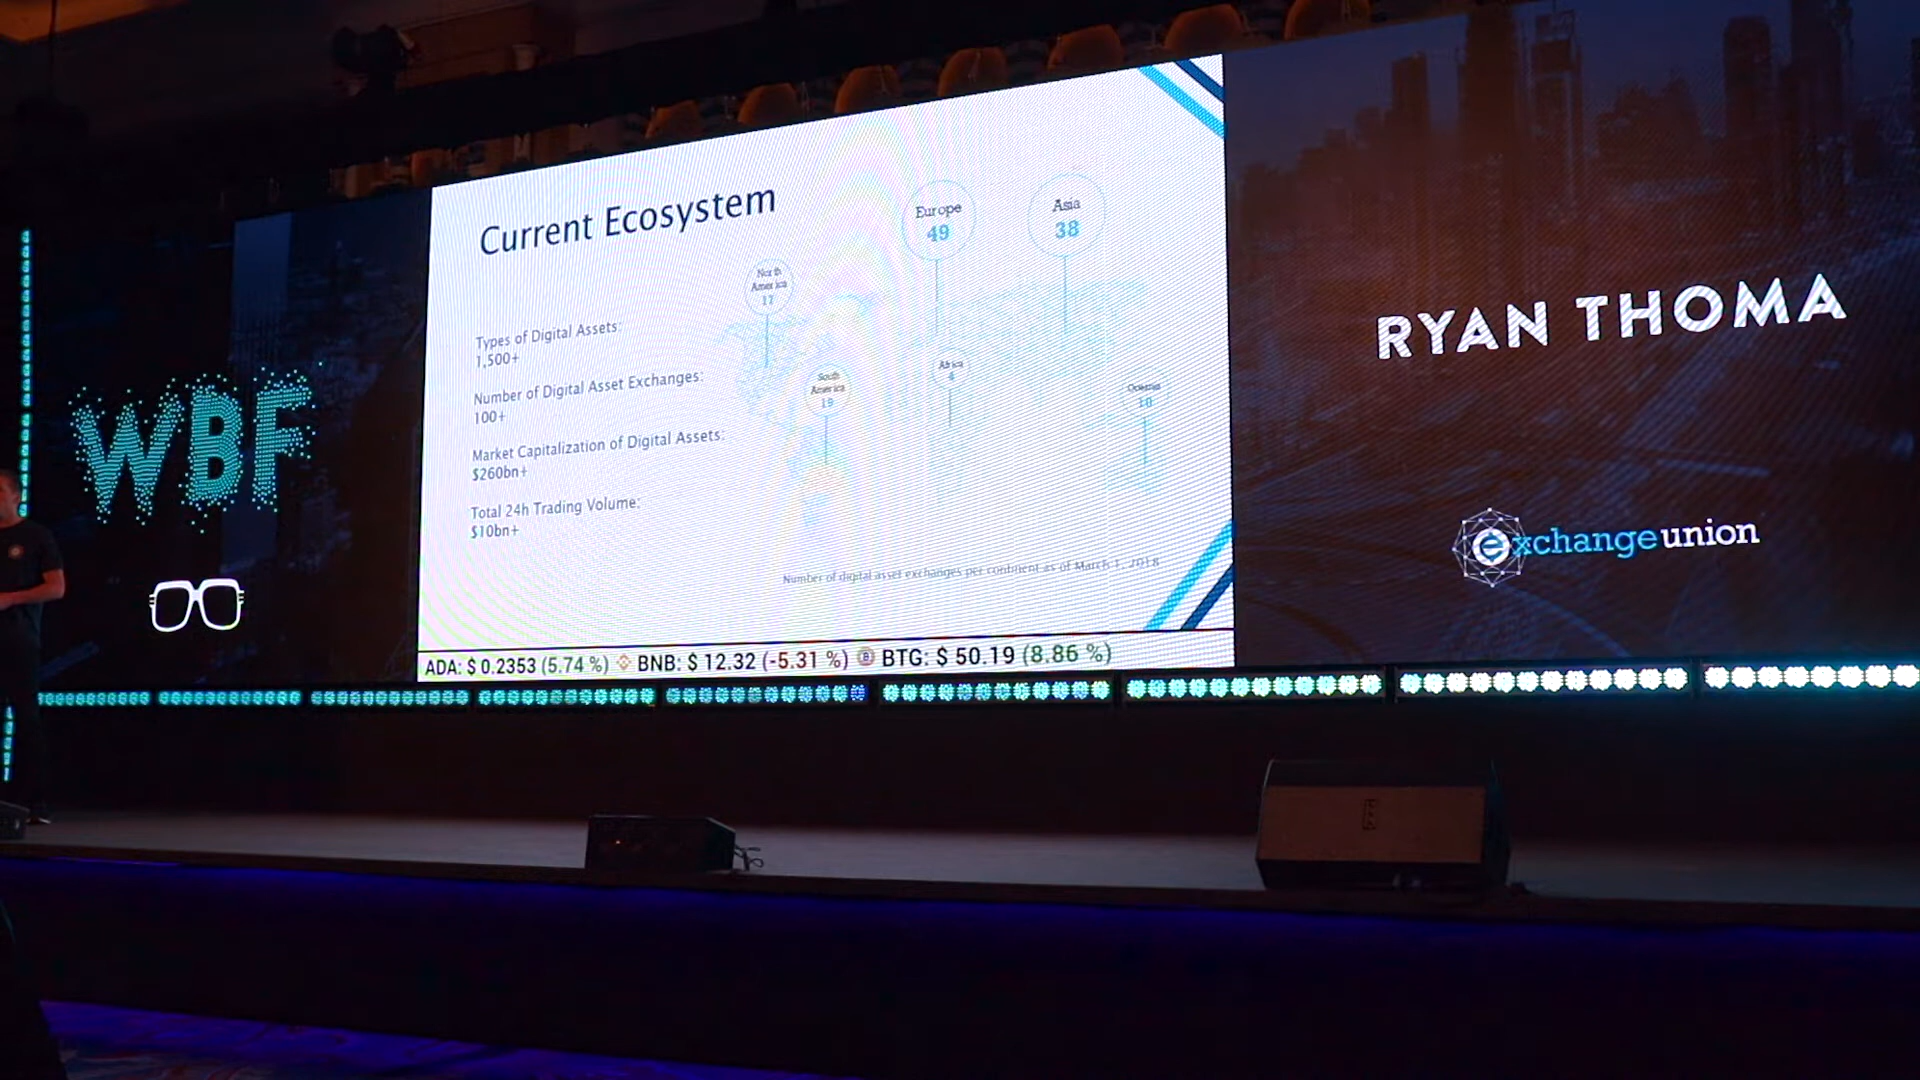 Current Ecosystem
Types of Digital Assets:
1,500+
Number of Digital Asset Exchanges:
100+
Market Capitalization of Digital Assets:
$260bn+
Total 24h Trading Volume:
$10bn+
North
America
17
South
America
19
Europe
49
Africa
4
Asia
38
Oceania
10
Number of digital asset exchanges per continent as of March 1, 2018
ADA: $ 0.2353 (5.74 %) BNB: $ 12.32 (-5.31 %) BTG: $ 50.19 (8.86 %)
WBF
RYAN THOMA
exchangeunion